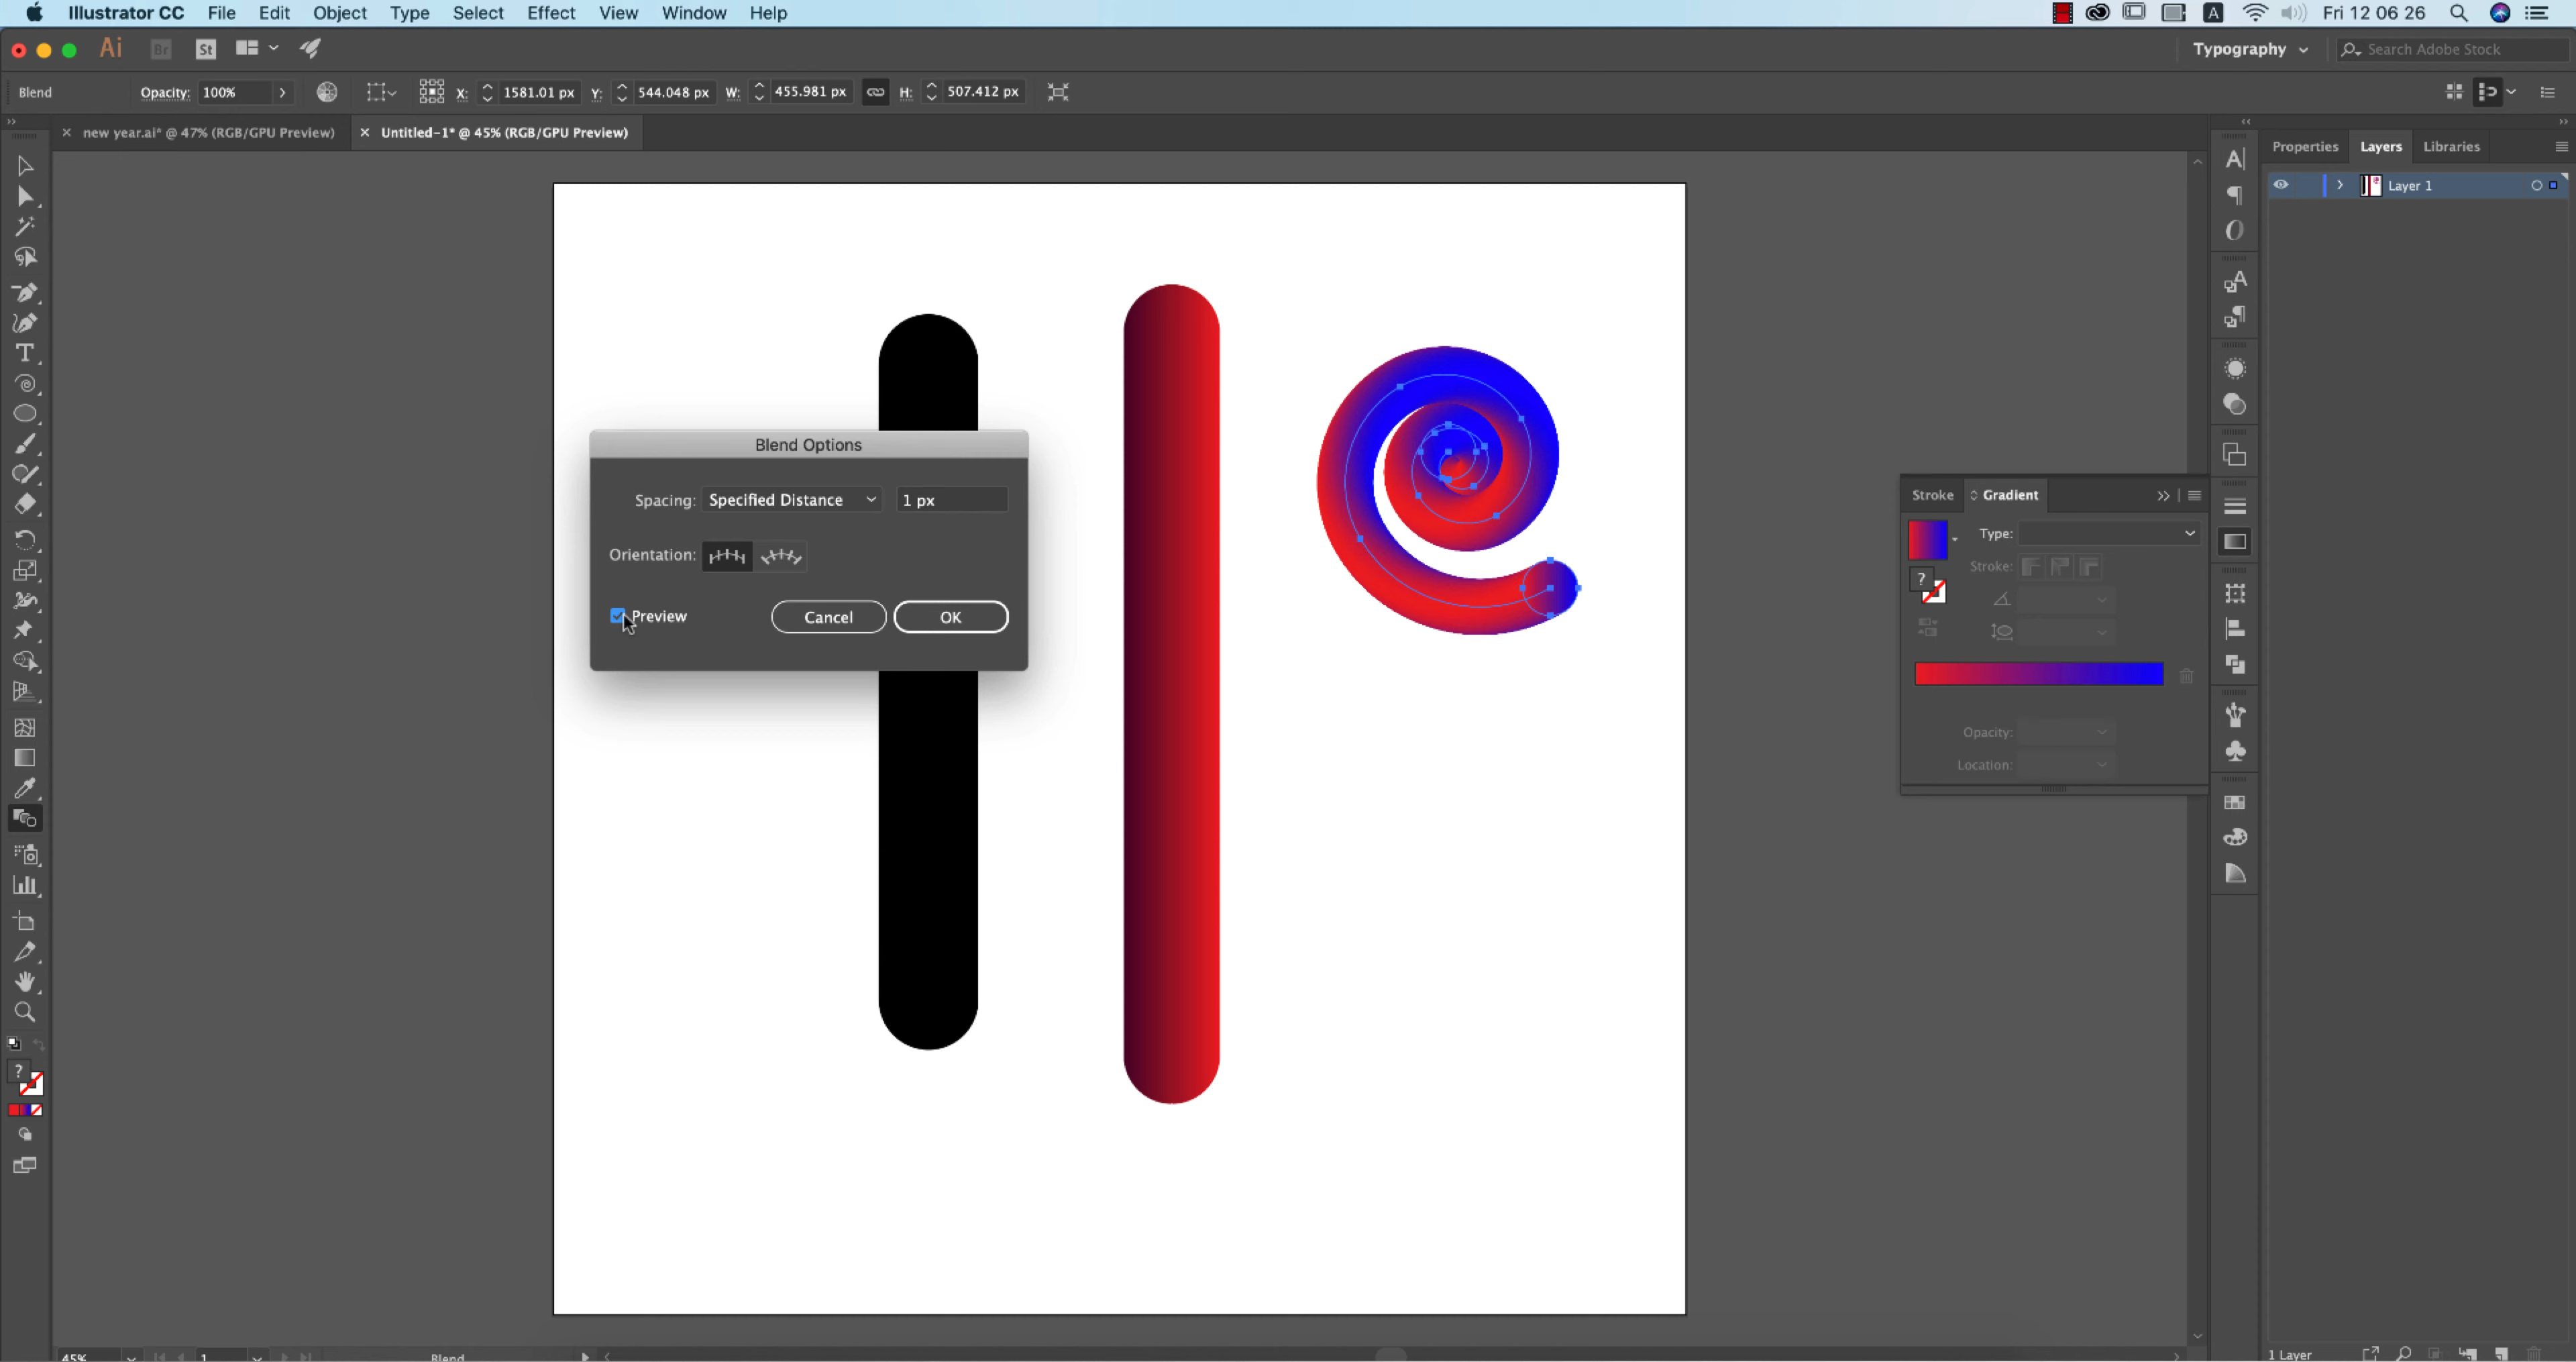 Illustrator CC File Edit Object Type Select Effect View Window Help A Fri 12 06 26
Ai Br St Typography Search Adobe Stock
Blend Opacity: 100% X: 1581.01 px Y: 544.048 px W: 455.981 px H: 507.412 px
× new year.ai* @ 47% (RGB/GPU Preview) × Untitled-1* @ 45% (RGB/GPU Preview)
Properties Layers Libraries
Layer 1
Blend Options
Spacing: Specified Distance 1 px
Orientation:
Preview Cancel OK
Stroke Gradient
Type:
Stroke:
?
Opacity:
Location:
?
45% 1 Blend
1 Layer